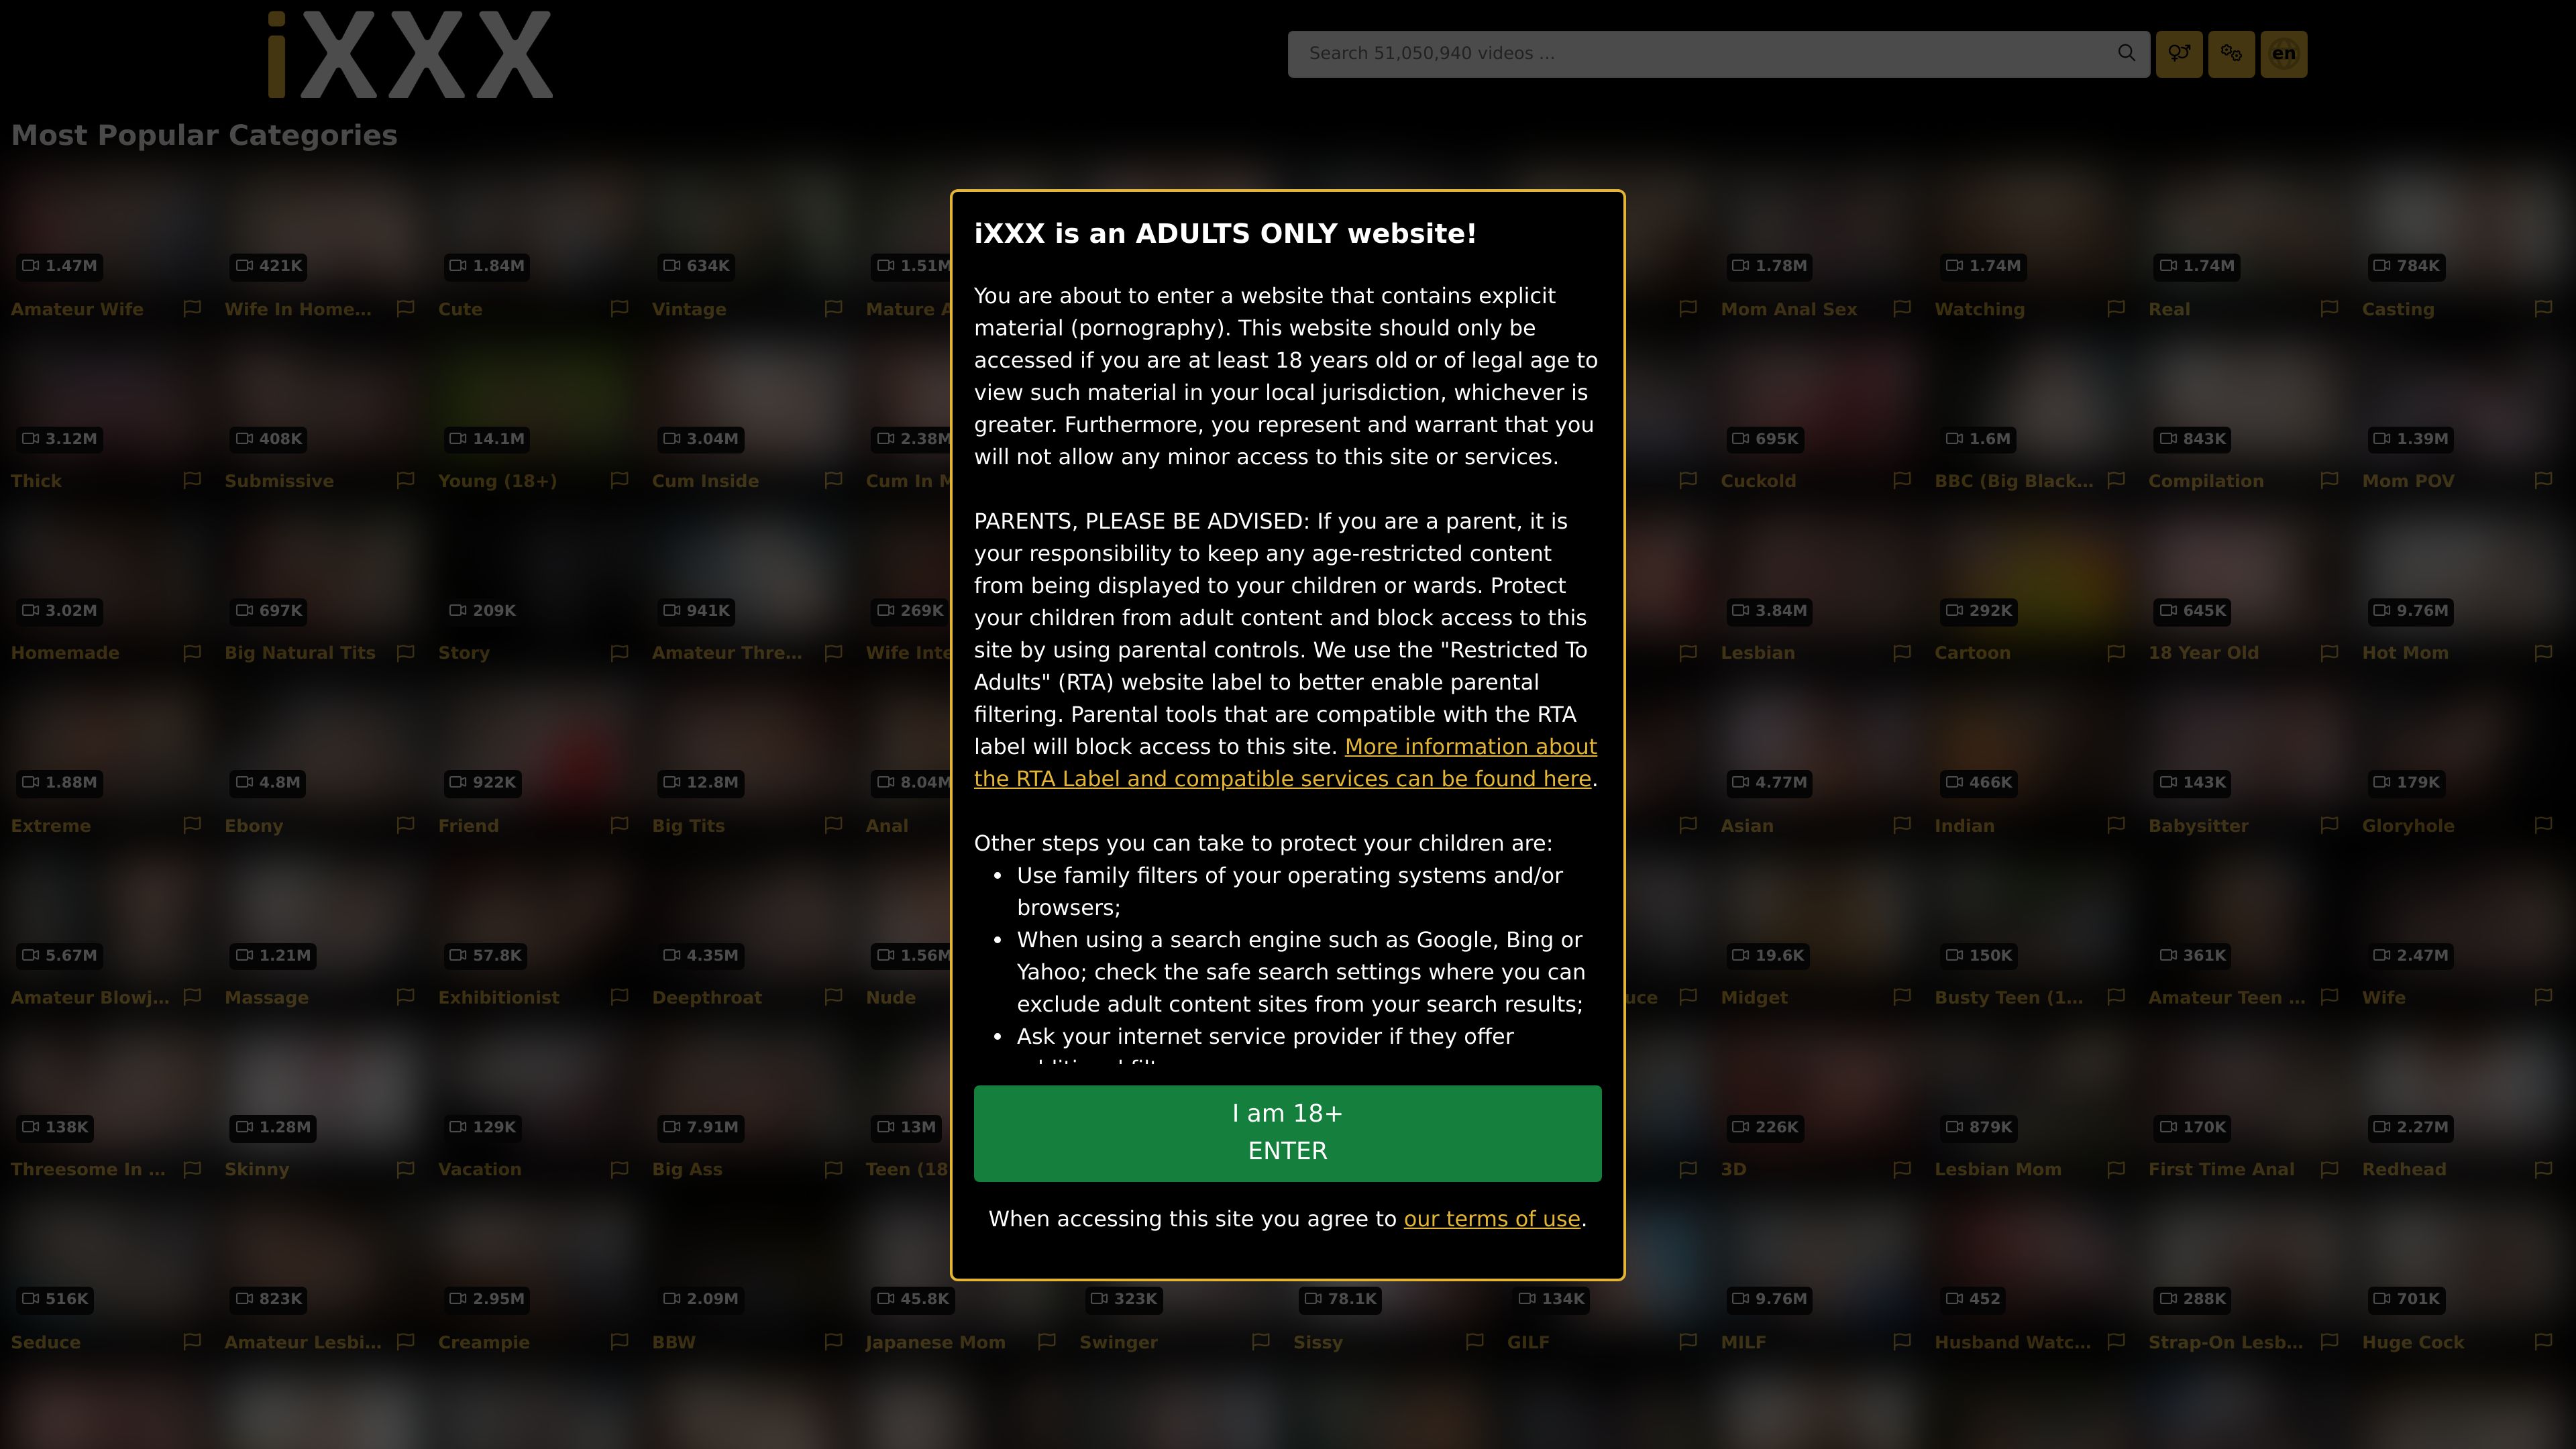 iXXX
Search 51,050,940 videos ...
en
Most Popular Categories
1.47M
421K
1.84M
634K
1.51M
1.78M
1.74M
1.74M
784K
Amateur Wife
Wife In Home...
Cute
Vintage
Mature A
Mom Anal Sex
Watching
Real
Casting
3.12M
408K
14.1M
3.04M
2.38M
695K
1.6M
843K
1.39M
Thick
Submissive
Young (18+)
Cum Inside
Cum In M
Cuckold
BBC (Big Black...
Compilation
Mom POV
3.02M
697K
209K
941K
269K
3.84M
292K
645K
9.76M
Homemade
Big Natural Tits
Story
Amateur Thre...
Wife Inte
Lesbian
Cartoon
18 Year Old
Hot Mom
1.88M
4.8M
922K
12.8M
8.04M
4.77M
466K
143K
179K
Extreme
Ebony
Friend
Big Tits
Anal
Asian
Indian
Babysitter
Gloryhole
5.67M
1.21M
57.8K
4.35M
1.56M
19.6K
150K
361K
2.47M
Amateur Blowj...
Massage
Exhibitionist
Deepthroat
Nude
uce
Midget
Busty Teen (1...
Amateur Teen ...
Wife
138K
1.28M
129K
7.91M
13M
226K
879K
170K
2.27M
Threesome In ...
Skinny
Vacation
Big Ass
Teen (18
3D
Lesbian Mom
First Time Anal
Redhead
516K
823K
2.95M
2.09M
45.8K
323K
78.1K
134K
9.76M
452
288K
701K
Seduce
Amateur Lesbi...
Creampie
BBW
Japanese Mom
Swinger
Sissy
GILF
MILF
Husband Watc...
Strap-On Lesb...
Huge Cock
iXXX is an ADULTS ONLY website!
You are about to enter a website that contains explicit
material (pornography). This website should only be
accessed if you are at least 18 years old or of legal age to
view such material in your local jurisdiction, whichever is
greater. Furthermore, you represent and warrant that you
will not allow any minor access to this site or services.
PARENTS, PLEASE BE ADVISED: If you are a parent, it is
your responsibility to keep any age-restricted content
from being displayed to your children or wards. Protect
your children from adult content and block access to this
site by using parental controls. We use the "Restricted To
Adults" (RTA) website label to better enable parental
filtering. Parental tools that are compatible with the RTA
label will block access to this site. More information about
the RTA Label and compatible services can be found here.
Other steps you can take to protect your children are:
• Use family filters of your operating systems and/or
browsers;
• When using a search engine such as Google, Bing or
Yahoo; check the safe search settings where you can
exclude adult content sites from your search results;
• Ask your internet service provider if they offer
I am 18+
ENTER
When accessing this site you agree to our terms of use.